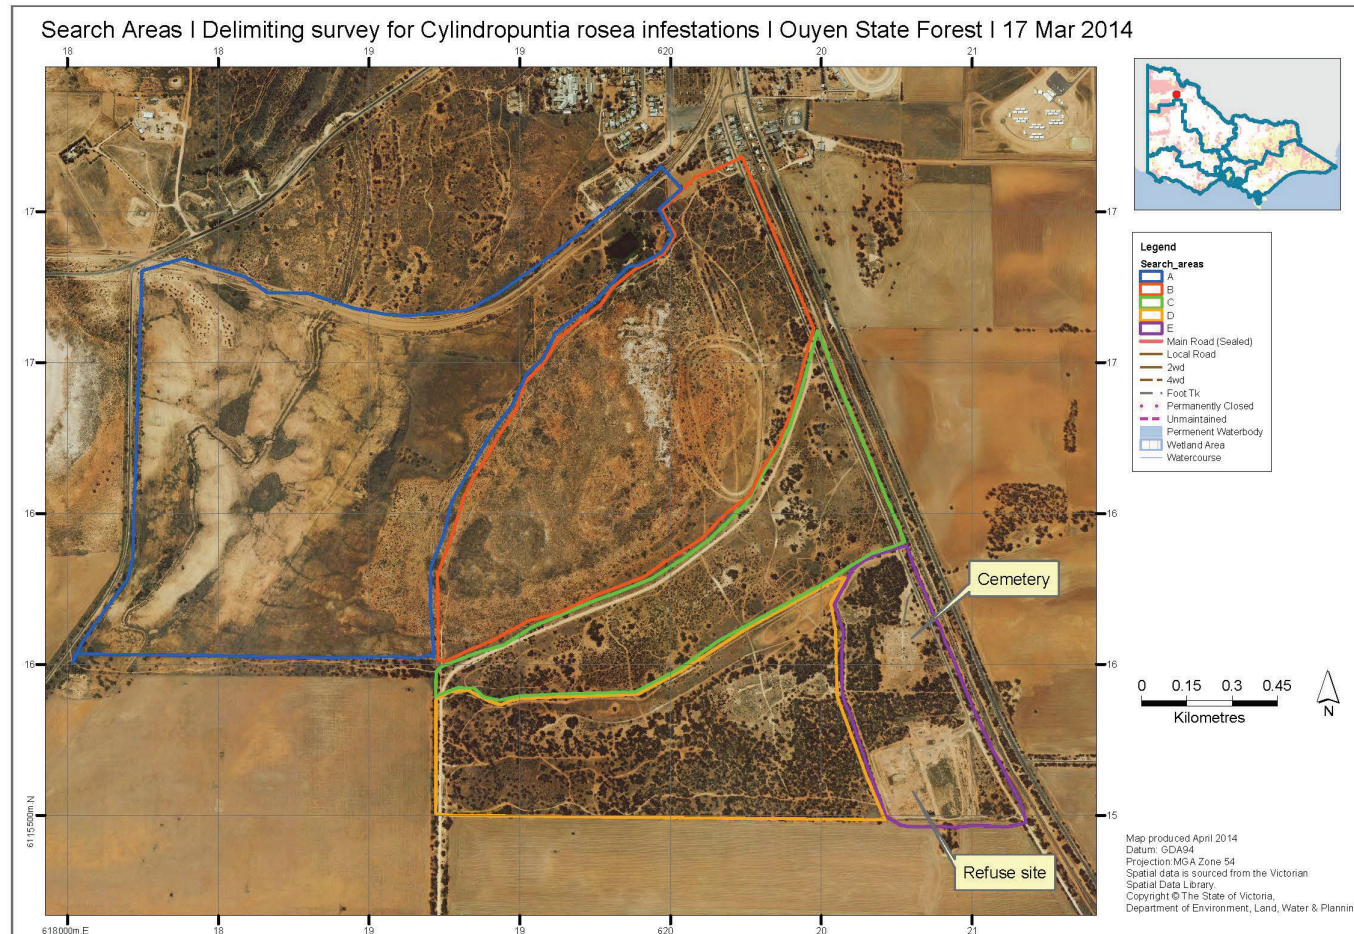 Search Areas I Delimiting survey for Cylindropuntia rosea infestations I Ouyen State Forest I 17 Mar 2014
18 18 19 19 620 20 21
17 17
17 17
16 16
16 16
15
6115500m.N
618000m.E 18 19 19 620 20 21
Cemetery
Refuse site
Legend
Search_areas
A
B
C
D
E
Main Road (Sealed)
Local Road
2wd
4wd
Foot Tk
Permanently Closed
Unmaintained
Permenent Waterbody
Wetland Area
Watercourse
0 0.15 0.3 0.45
Kilometres
N
Map produced April 2014
Datum: GDA94
Projection:MGA Zone 54
Spatial data is sourced from the Victorian
Spatial Data Library.
Copyright © The State of Victoria,
Department of Environment, Land, Water & Plannin